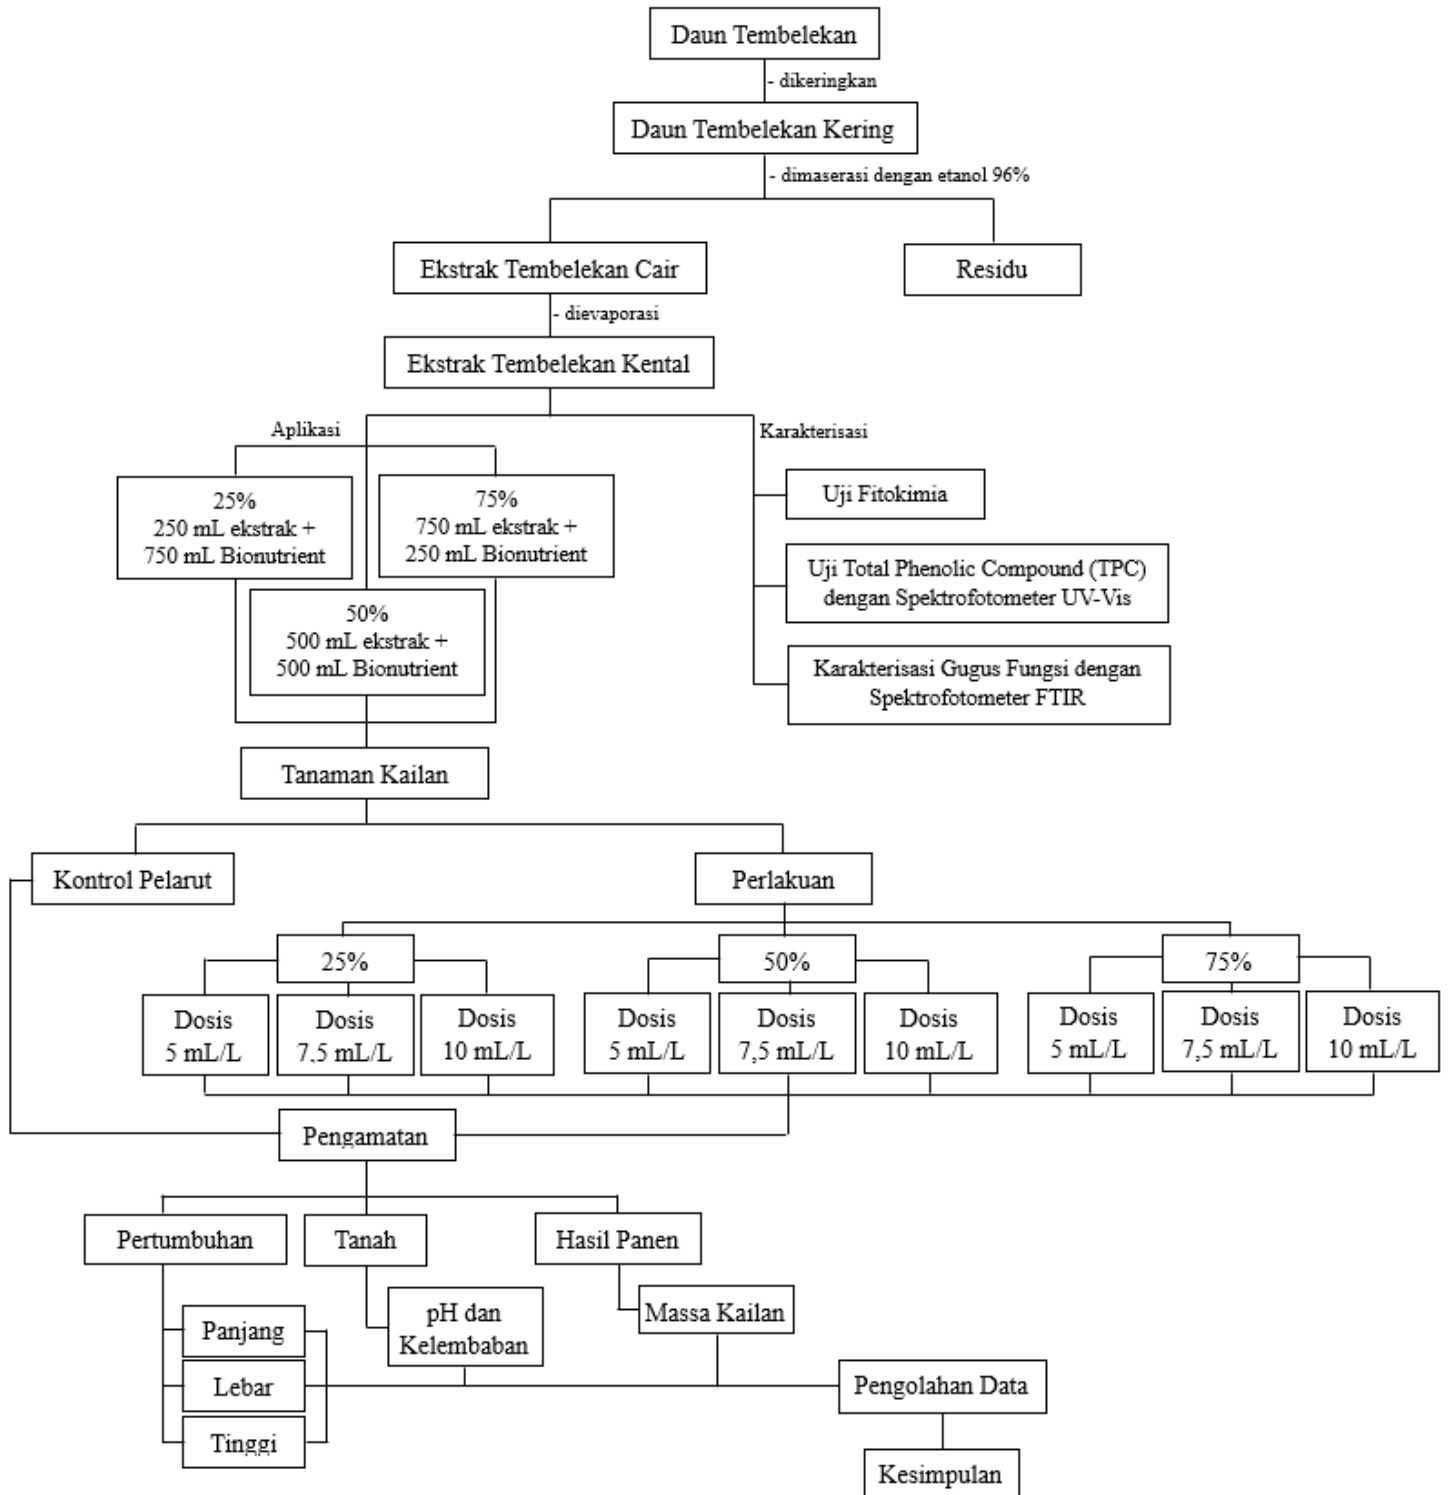 Daun Tembelekan
- dikeringkan
Daun Tembelekan Kering
- dimaserasi dengan etanol 96%
Ekstrak Tembelekan Cair
Residu
- dievaporasi
Ekstrak Tembelekan Kental
Aplikasi
Karakterisasi
25%
250 mL ekstrak +
750 mL Bionutrient
75%
750 mL ekstrak +
250 mL Bionutrient
50%
500 mL ekstrak +
500 mL Bionutrient
Uji Fitokimia
Uji Total Phenolic Compound (TPC)
dengan Spektrofotometer UV-Vis
Karakterisasi Gugus Fungsi dengan
Spektrofotometer FTIR
Tanaman Kailan
Kontrol Pelarut
Perlakuan
25%
50%
75%
Dosis
5 mL/L
Dosis
7,5 mL/L
Dosis
10 mL/L
Dosis
5 mL/L
Dosis
7,5 mL/L
Dosis
10 mL/L
Dosis
5 mL/L
Dosis
7,5 mL/L
Dosis
10 mL/L
Pengamatan
Pertumbuhan
Tanah
Hasil Panen
Panjang
Lebar
Tinggi
pH dan
Kelembaban
Massa Kailan
Pengolahan Data
Kesimpulan